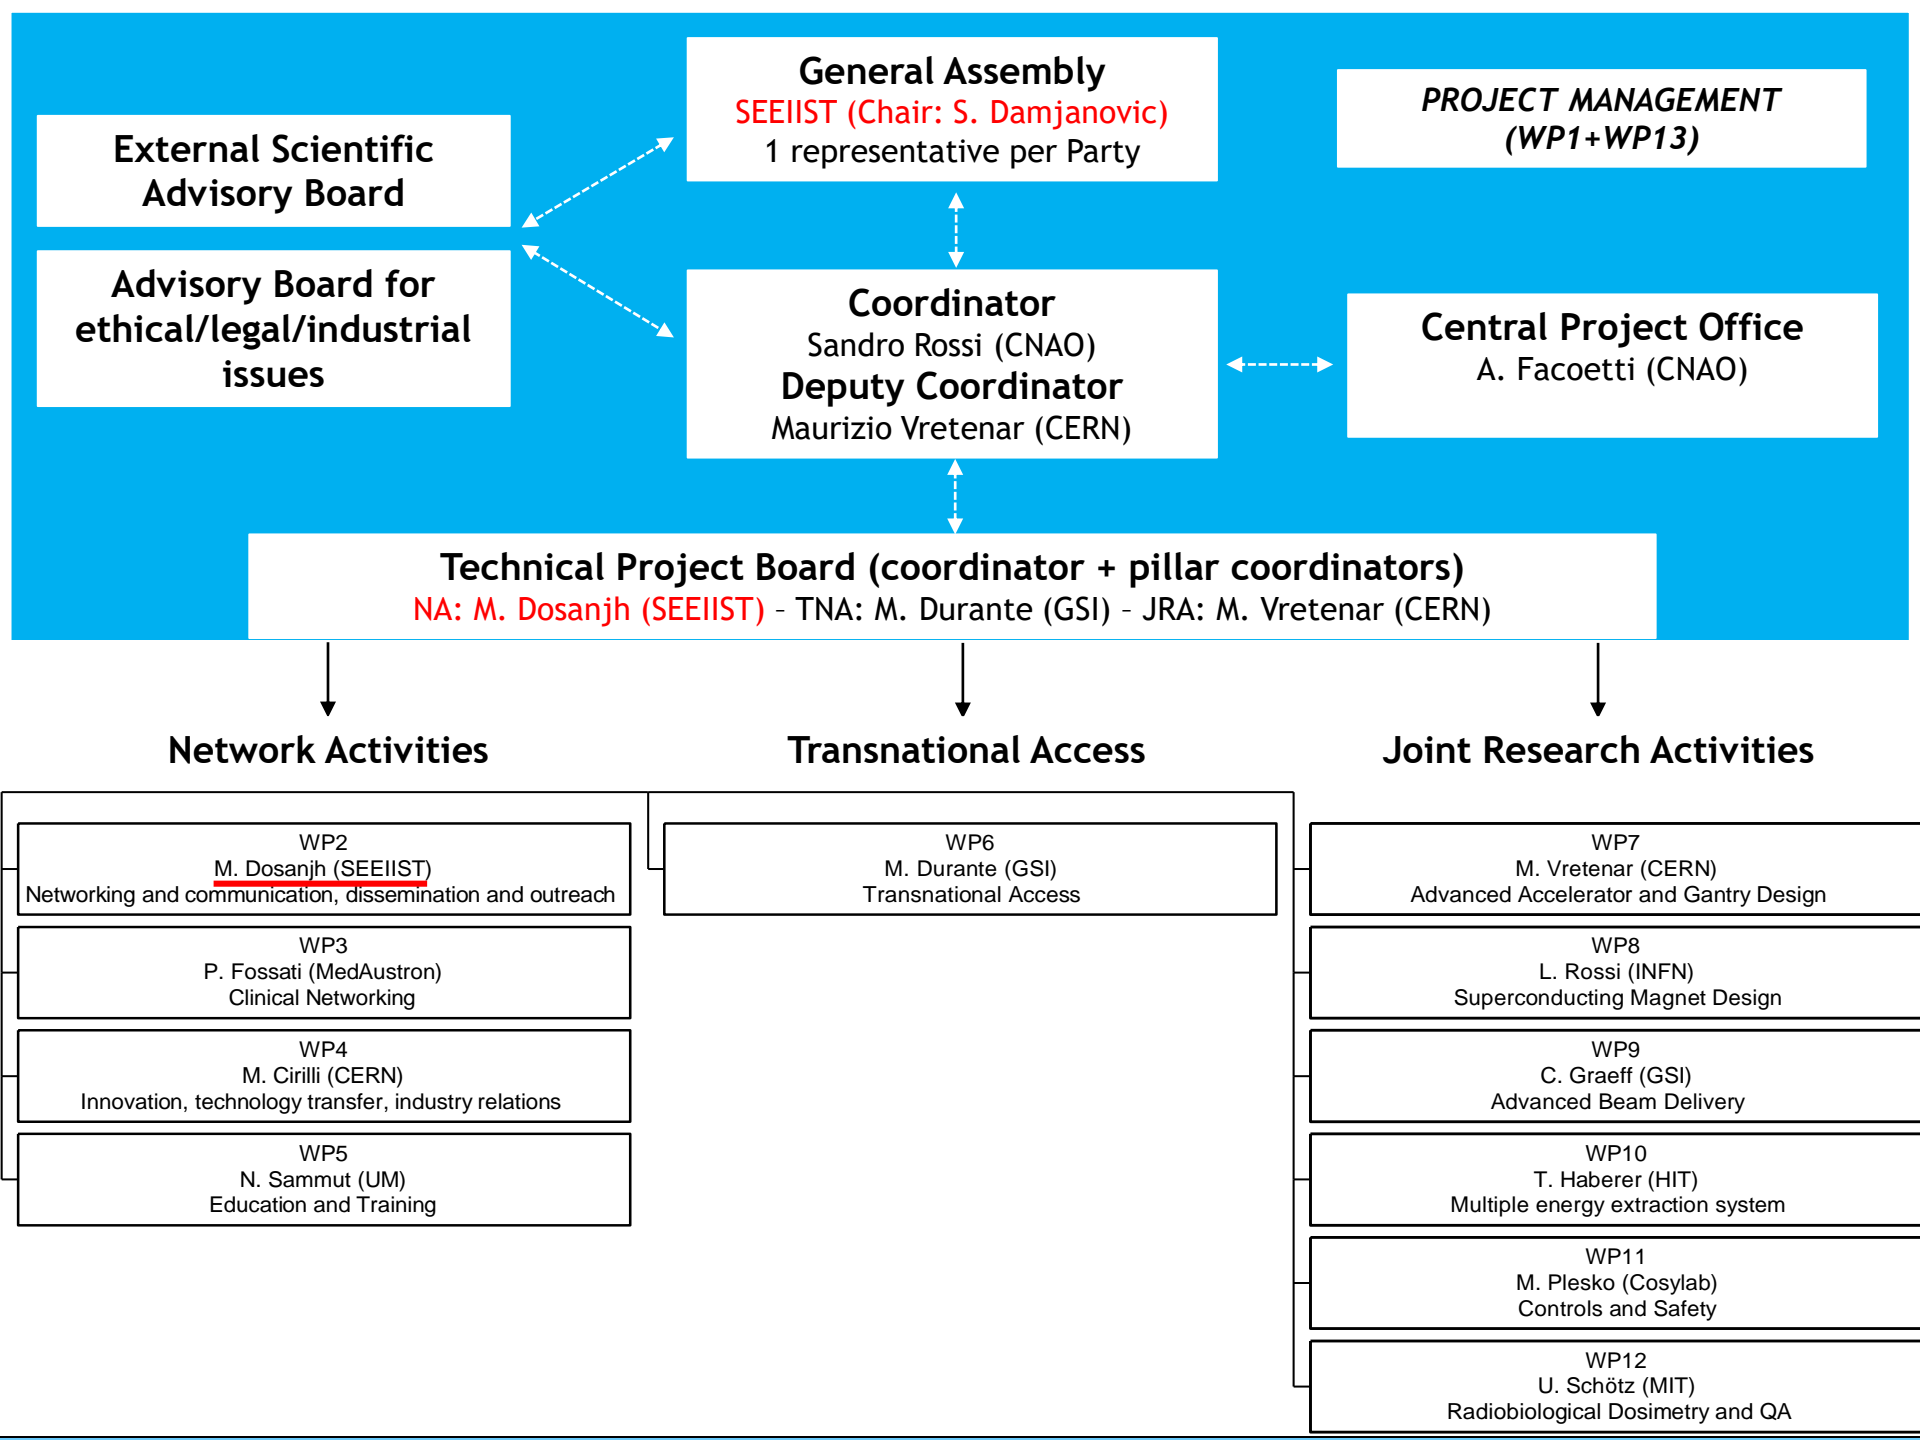 General Assembly
SEEIIST (Chair: S. Damjanovic)
1 representative per Party
PROJECT MANAGEMENT
(WP1+WP13)
External Scientific
Advisory Board
Advisory Board for
ethical/legal/industrial
issues
Coordinator
Sandro Rossi (CNAO)
Deputy Coordinator
Maurizio Vretenar (CERN)
Central Project Office
A. Facoetti (CNAO)
Technical Project Board (coordinator + pillar coordinators)
NA: M. Dosanjh (SEEIIST) – TNA: M. Durante (GSI) – JRA: M. Vretenar (CERN)
Network Activities
WP2
M. Dosanjh (SEEIIST)
Networking and communication, dissemination and outreach
WP3
P. Fossati (MedAustron)
Clinical Networking
WP4
M. Cirilli (CERN)
Innovation, technology transfer, industry relations
WP5
N. Sammut (UM)
Education and Training
Transnational Access
WP6
M. Durante (GSI)
Transnational Access
Joint Research Activities
WP7
M. Vretenar (CERN)
Advanced Accelerator and Gantry Design
WP8
L. Rossi (INFN)
Superconducting Magnet Design
WP9
C. Graeff (GSI)
Advanced Beam Delivery
WP10
T. Haberer (HIT)
Multiple energy extraction system
WP11
M. Plesko (Cosylab)
Controls and Safety
WP12
U. Schötz (MIT)
Radiobiological Dosimetry and QA